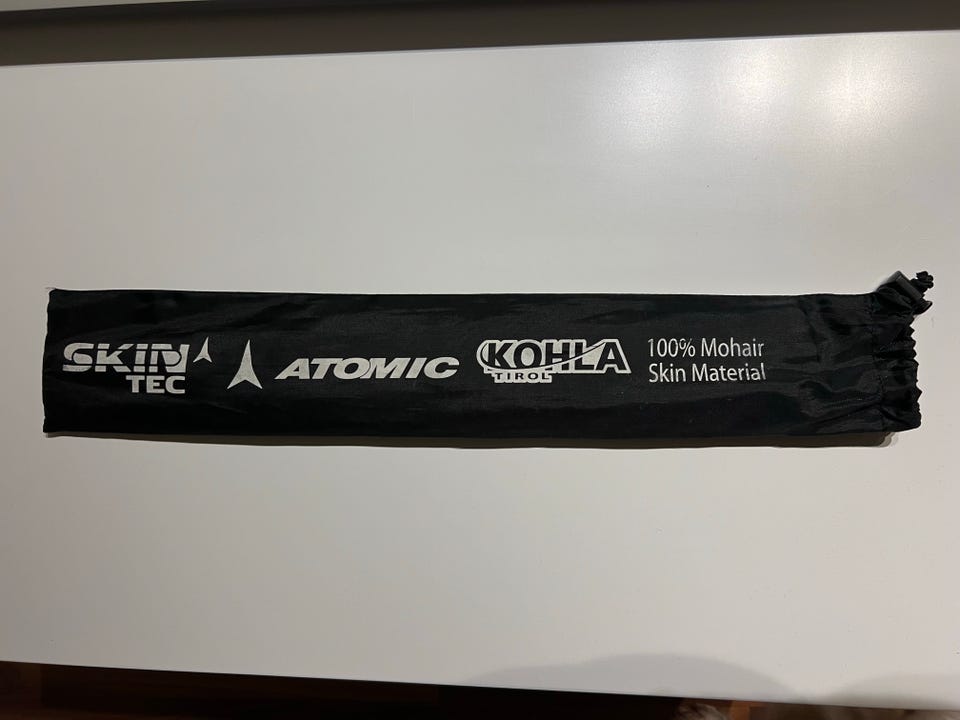 SKIN
TEC
ATOMIC
KOHLA
TIROL
100% Mohair
Skin Material